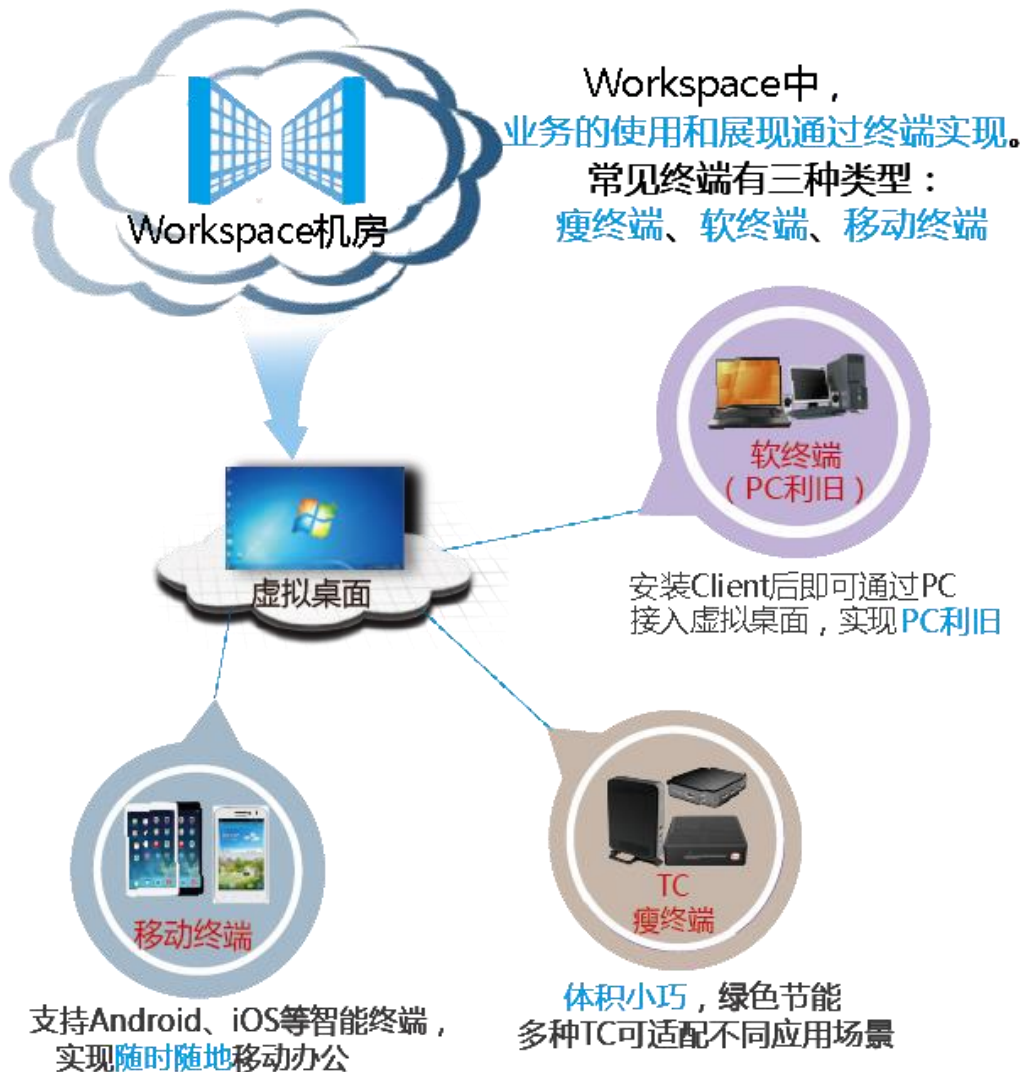 Workspace中，
业务的使用和展现通过终端实现。
常见终端有三种类型：
瘦终端、软终端、移动终端
Workspace机房
软终端
（PC利旧）
安装Client后即可通过PC
接入虚拟桌面，实现PC利旧
虚拟桌面
移动终端
支持Android、iOS等智能终端，
实现随时随地移动办公
TC
瘦终端
体积小巧，绿色节能
多种TC可适配不同应用场景